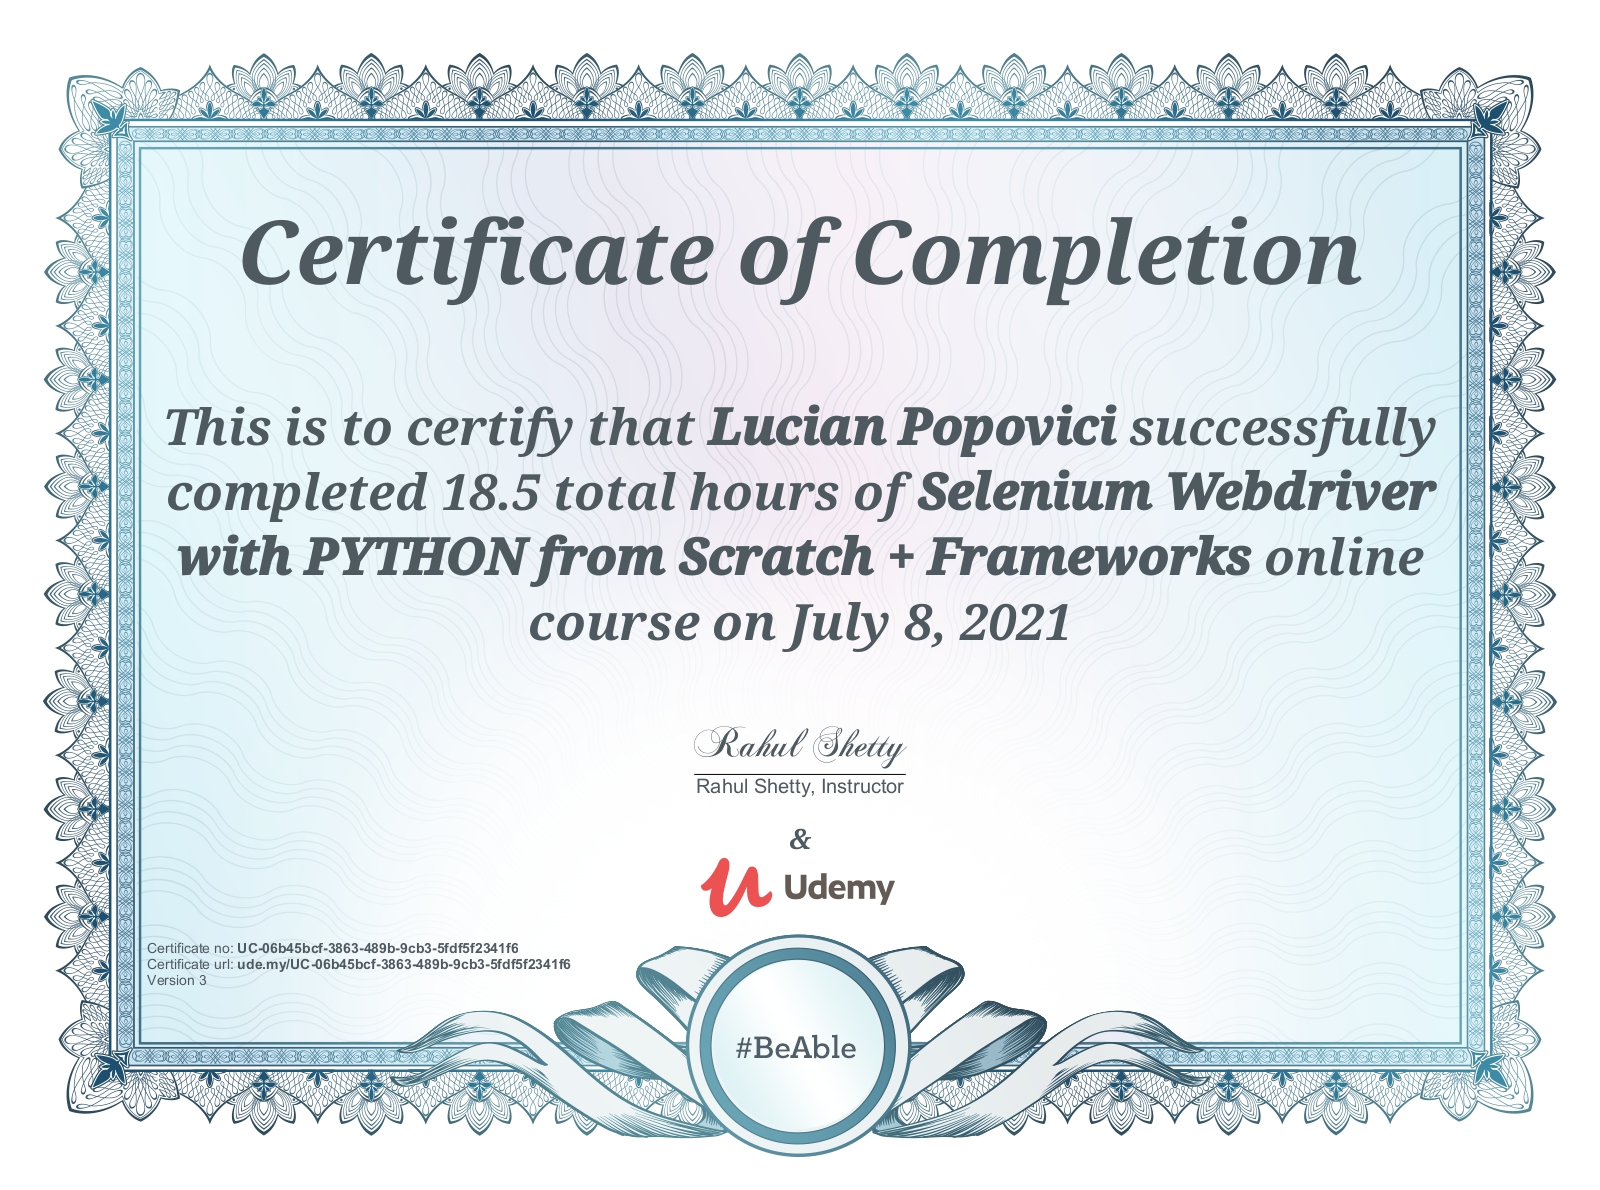 Certificate of Completion
This is to certify that Lucian Popovici successfully
completed 18.5 total hours of Selenium Webdriver
with PYTHON from Scratch + Frameworks online
course on July 8, 2021
Rahul Shetty
Rahul Shetty, Instructor
&
Udemy
Certificate no: UC-06b45bcf-3863-489b-9cb3-5fdf5f2341f6
Certificate url: ude.my/UC-06b45bcf-3863-489b-9cb3-5fdf5f2341f6
Version 3
#BeAble